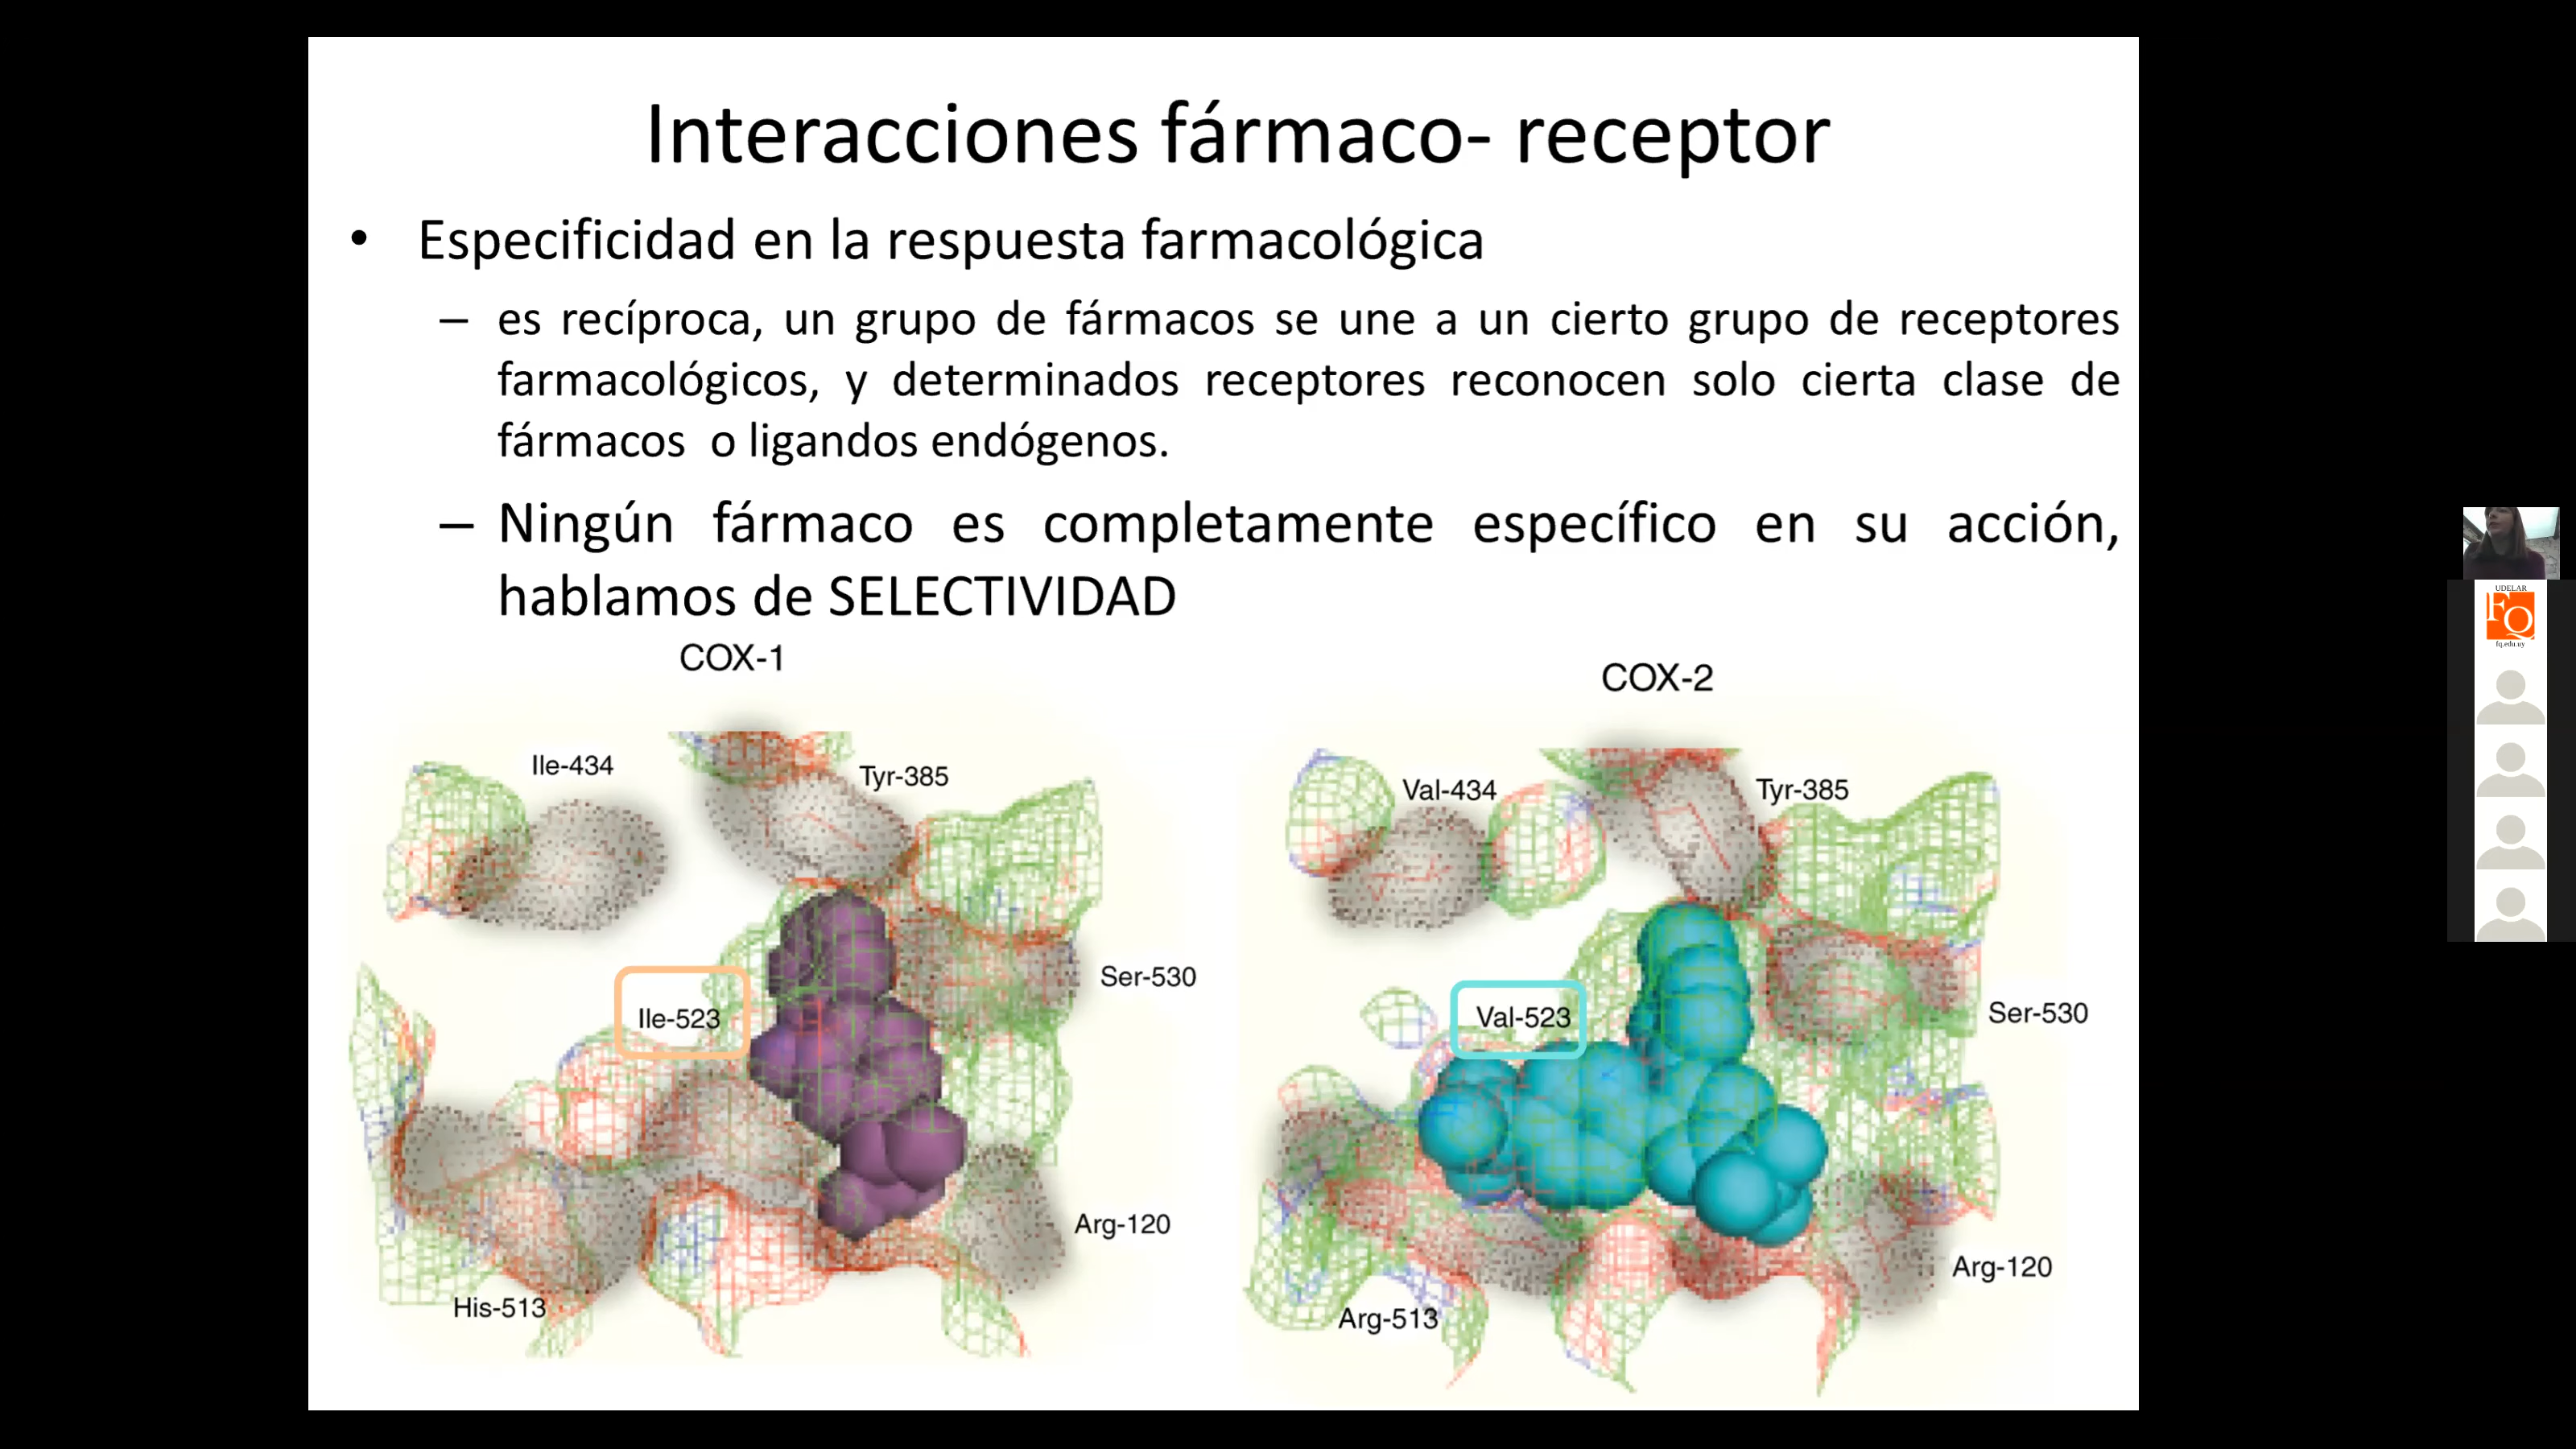 Interacciones fármaco- receptor
• Especificidad en la respuesta farmacológica
– es recíproca, un grupo de fármacos se une a un cierto grupo de receptores
farmacológicos, y determinados receptores reconocen solo cierta clase de
fármacos o ligandos endógenos.
– Ningún fármaco es completamente específico en su acción,
hablamos de SELECTIVIDAD
COX-1
Ile-434
Tyr-385
Ile-523
Ser-530
Arg-120
His-513
COX-2
Val-434
Tyr-385
Val-523
Ser-530
Arg-120
Arg-513
UDELAR
FQ
fq.edu.uy